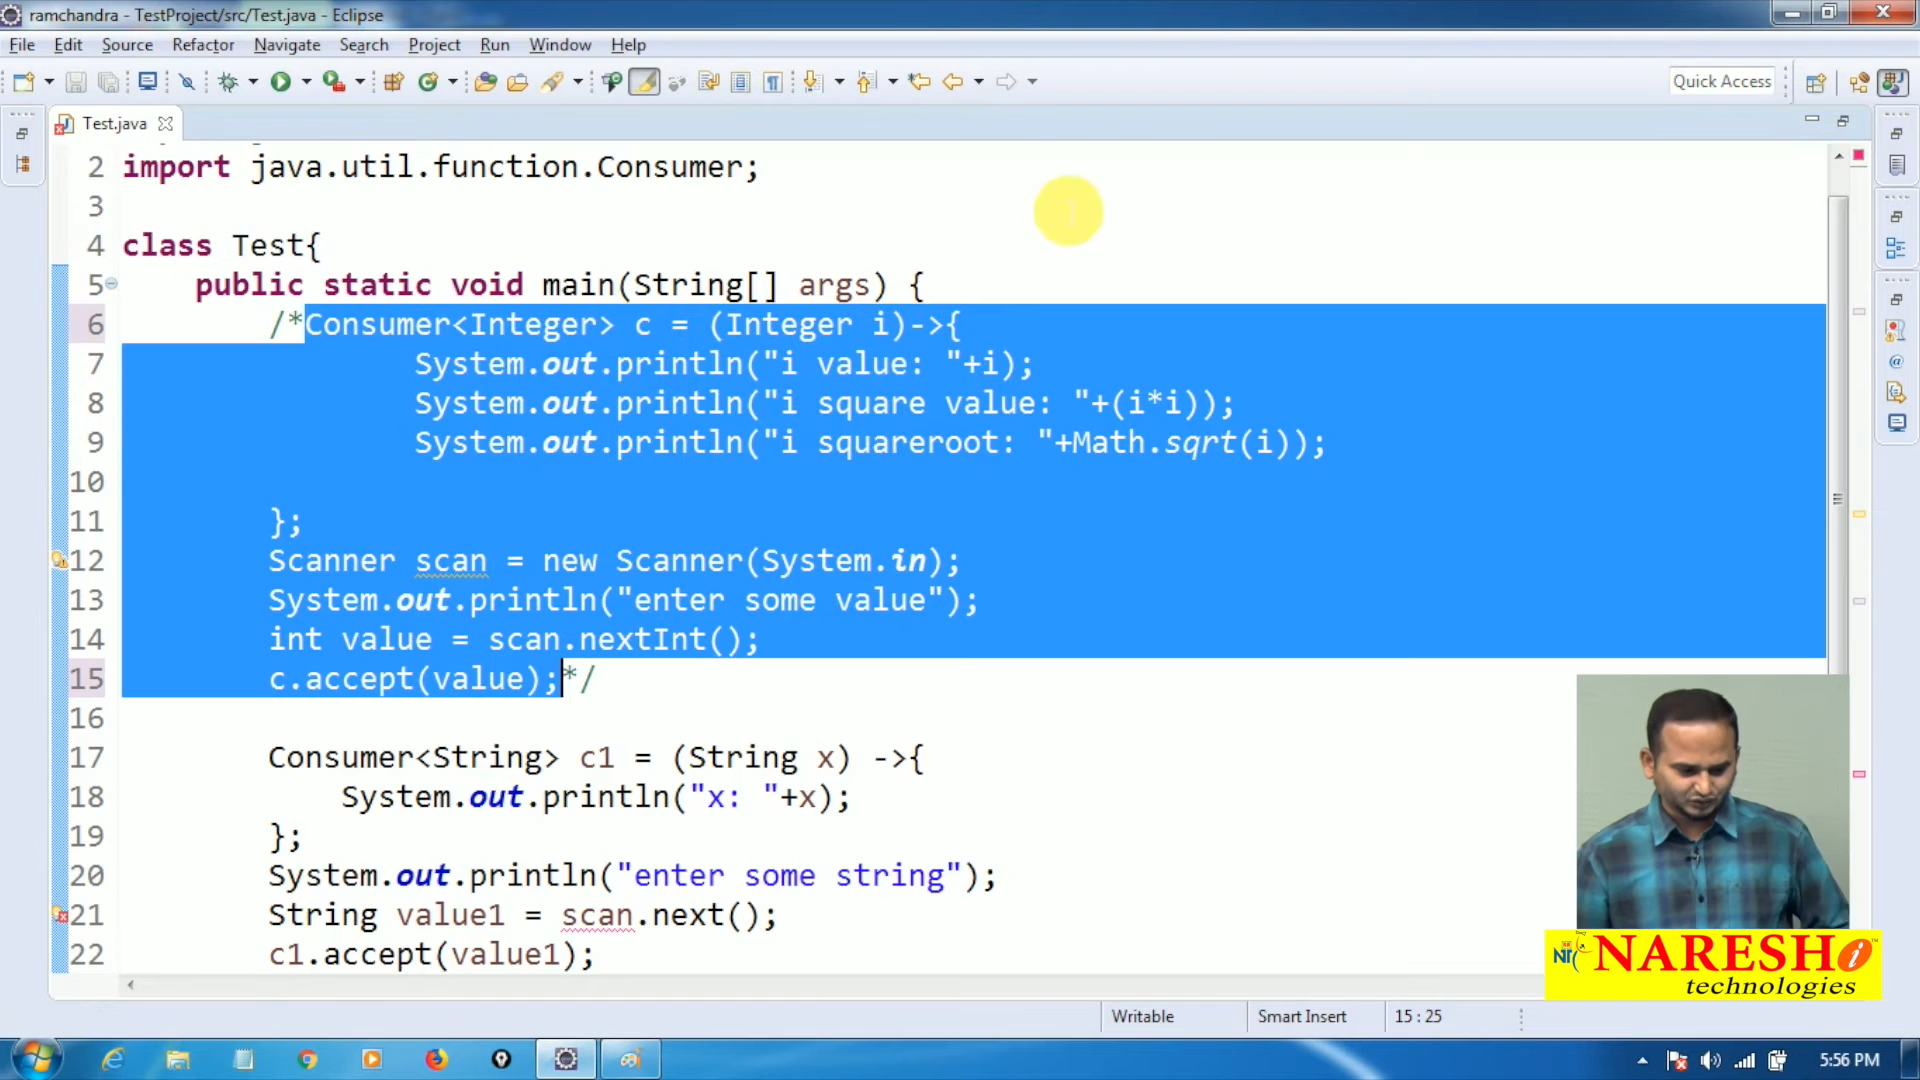 ramchandra - TestProject/src/Test.java - Eclipse
File Edit Source Refactor Navigate Search Project Run Window Help
Quick Access
Test.java
2 import java.util.function.Consumer;
3
4 class Test{
5 public static void main(String[] args) {
6 /*Consumer<Integer> c = (Integer i)->{
7 System.out.println("i value: "+i);
8 System.out.println("i square value: "+(i*i));
9 System.out.println("i squareroot: "+Math.sqrt(i));
10
11 };
12 Scanner scan = new Scanner(System.in);
13 System.out.println("enter some value");
14 int value = scan.nextInt();
15 c.accept(value);*/
16
17 Consumer<String> c1 = (String x) ->{
18 System.out.println("x: "+x);
19 };
20 System.out.println("enter some string");
21 String value1 = scan.next();
22 c1.accept(value1);
NARESH i
technologies
Writable Smart Insert 15 : 25
5:56 PM